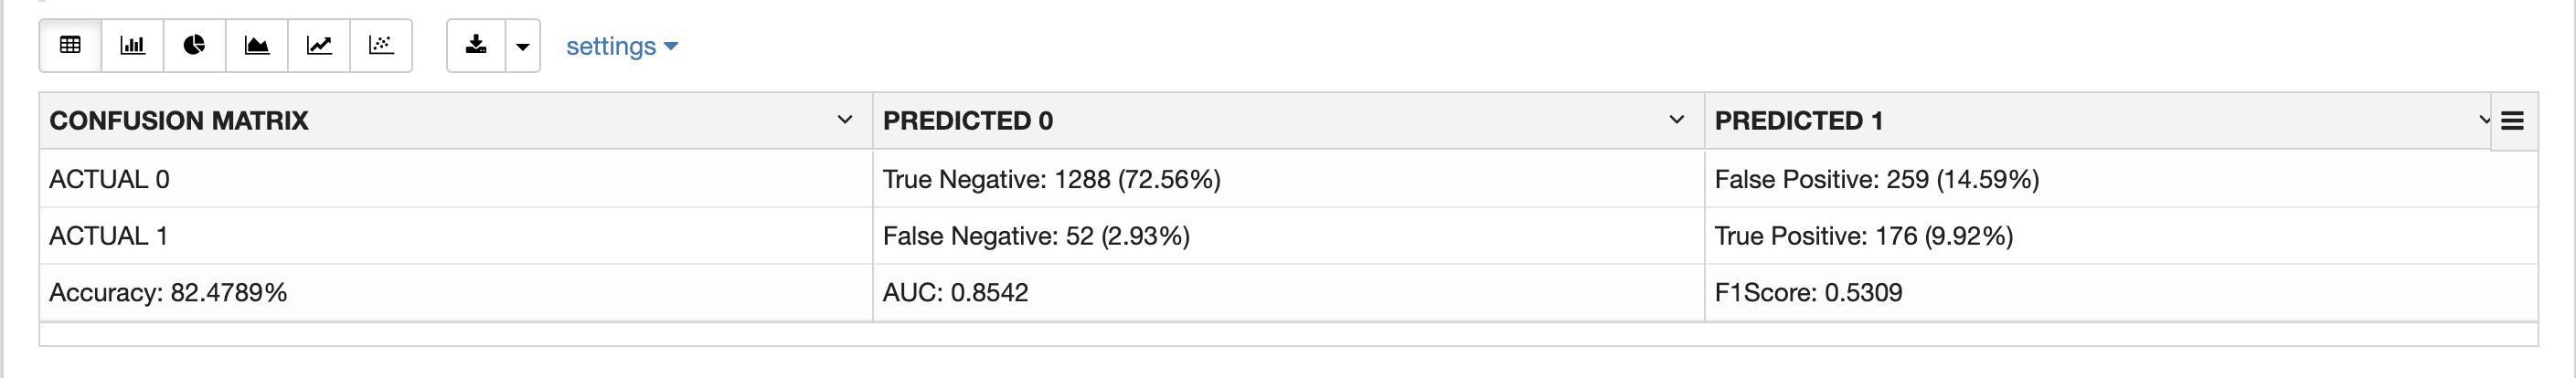 settings
CONFUSION MATRIX PREDICTED 0 PREDICTED 1
ACTUAL 0 True Negative: 1288 (72.56%) False Positive: 259 (14.59%)
ACTUAL 1 False Negative: 52 (2.93%) True Positive: 176 (9.92%)
Accuracy: 82.4789% AUC: 0.8542 F1Score: 0.5309